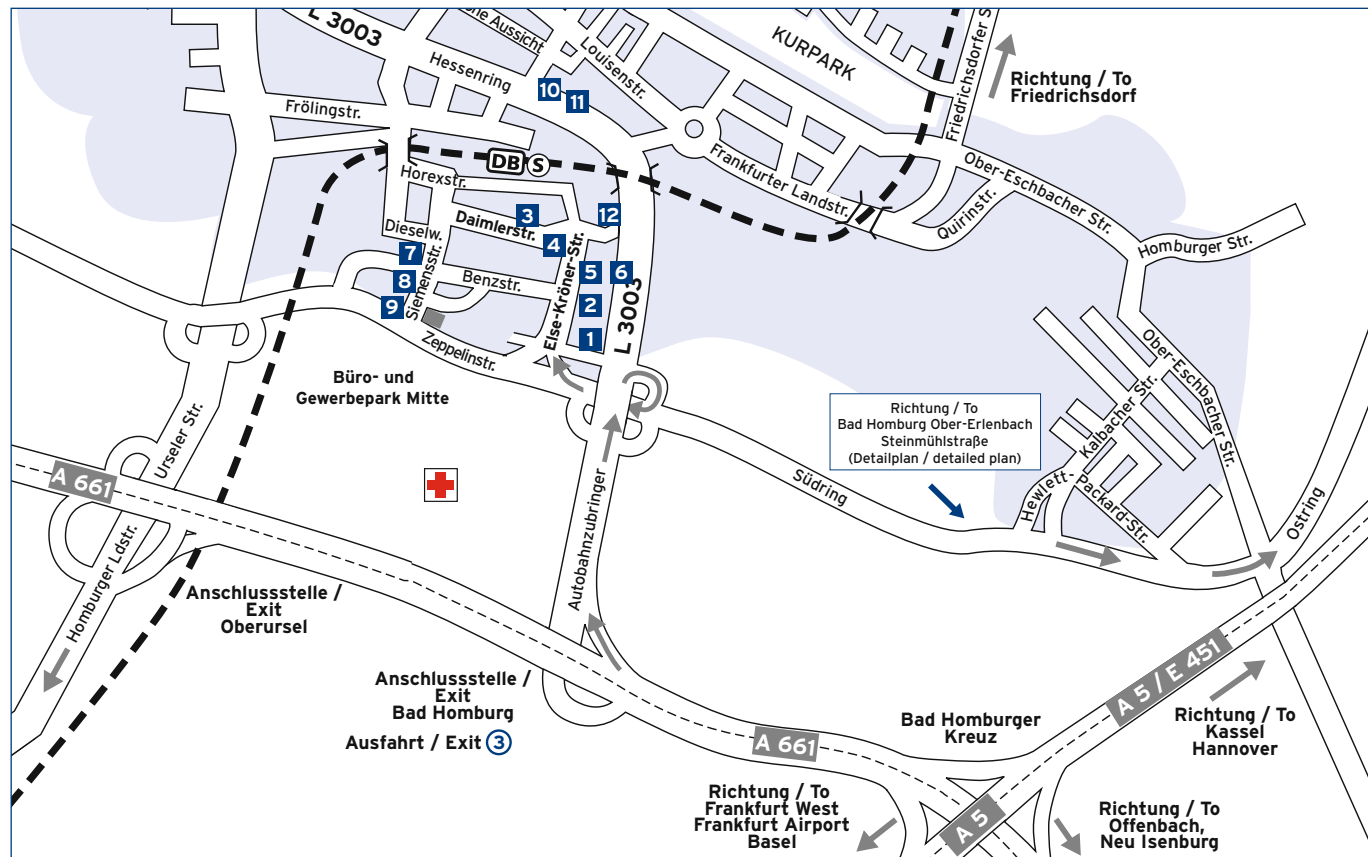 L 3003
Hohe Aussicht
Louisenstr.
KURPARK
Friedrichsdorfer S
Richtung / To
Friedrichsdorf
Hessenring
10
11
Frölingstr.
Frankfurter Landstr.
Ober-Eschbacher Str.
DB
S
Horexstr.
Quirinstr.
Homburger Str.
3
12
Daimlerstr.
4
Dieselw.
7
8
9
Siemensstr.
Benzstr.
Else-Kröner-Str.
5
6
2
1
L 3003
Zeppelinstr.
Büro- und
Gewerbepark Mitte
Ober-Eschbacher Str.
Kalbacher Str.
Richtung / To
Bad Homburg Ober-Erlenbach
Steinmühlstraße
(Detailplan / detailed plan)
Urseler Str.
A 661
Südring
Hewlett-
Packard-Str.
Ostring
Autobahnzubringer
Homburger Ldstr.
Anschlussstelle /
Exit
Oberursel
Anschlussstelle /
Exit
Bad Homburg
Ausfahrt / Exit 3
A 661
Bad Homburger
Kreuz
A 5 / E 451
Richtung / To
Kassel
Hannover
Richtung / To
Frankfurt West
Frankfurt Airport
Basel
A 5
Richtung / To
Offenbach,
Neu Isenburg